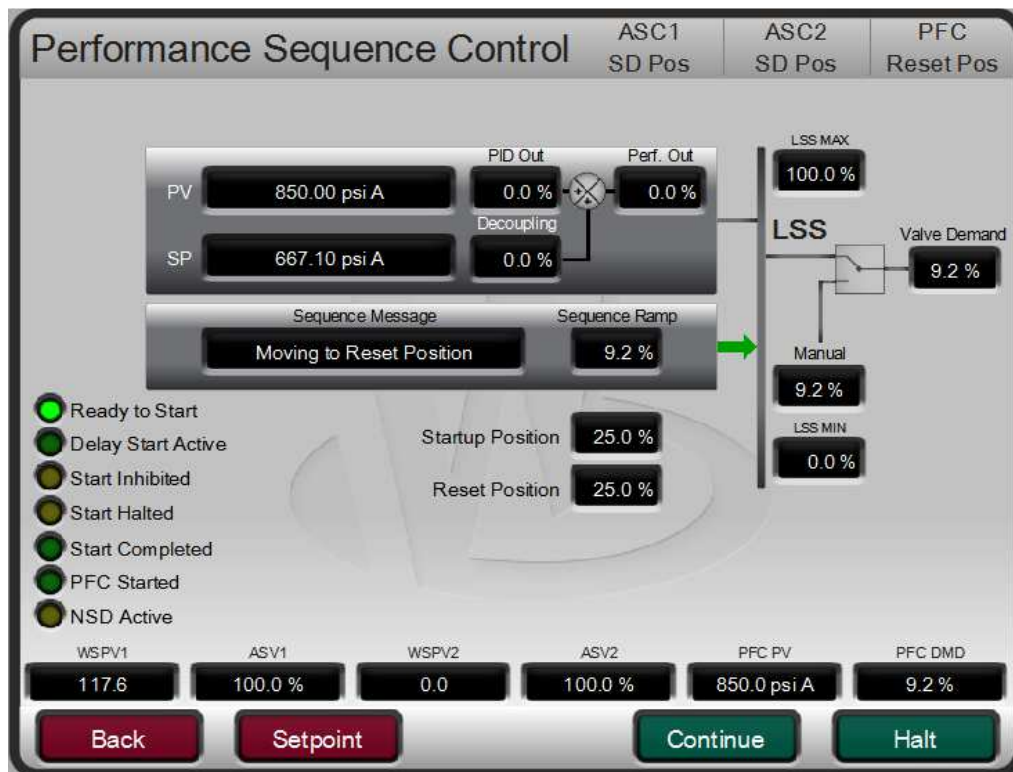 Performance Sequence Control
ASC1
SD Pos
ASC2
SD Pos
PFC
Reset Pos
PID Out
Perf. Out
PV
850.00 psi A
0.0 %
0.0 %
Decoupling
SP
667.10 psi A
0.0 %
LSS MAX
100.0 %
LSS
Valve Demand
9.2 %
Sequence Message
Sequence Ramp
Moving to Reset Position
9.2 %
Manual
9.2 %
LSS MIN
0.0 %
Startup Position
25.0 %
Reset Position
25.0 %
Ready to Start
Delay Start Active
Start Inhibited
Start Halted
Start Completed
PFC Started
NSD Active
WSPV1
ASV1
WSPV2
ASV2
PFC PV
PFC DMD
117.6
100.0 %
0.0
100.0 %
850.0 psi A
9.2 %
Back
Setpoint
Continue
Halt